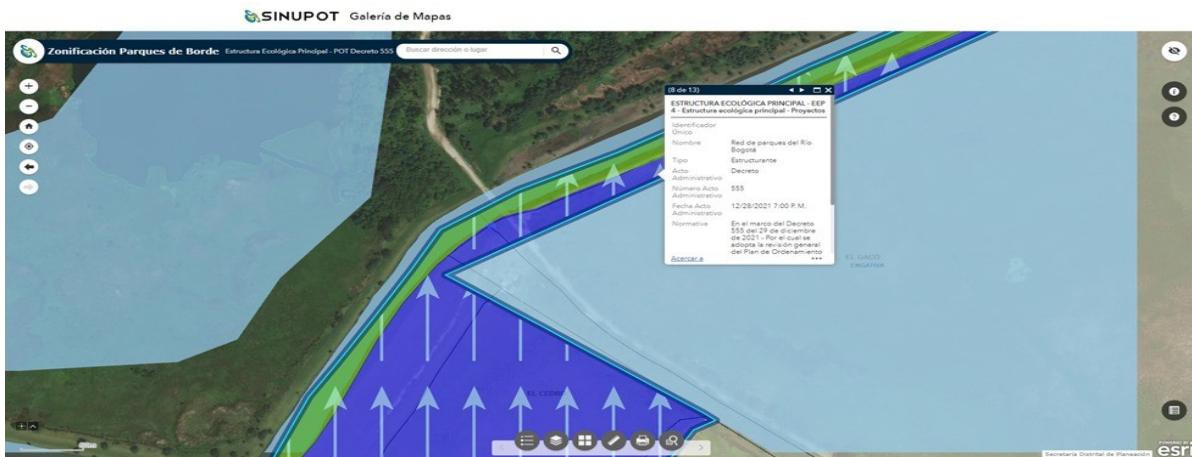 SINUPOT Galería de Mapas
Zonificación Parques de Borde Estructura Ecológica Principal - POT Decreto 555
Buscar dirección o lugar
(8 de 13)
ESTRUCTURA ECOLÓGICA PRINCIPAL - EEP
4 - Estructura ecológica principal - Proyectos
Identificador
Único
Nombre Red de parques del Río
Bogotá
Tipo Estructurante
Acto Decreto
Administrativo
Número Acto 555
Administrativo
Fecha Acto 12/28/2021 7:00 P. M.
Administrativo
Normativa En el marco del Decreto
555 del 29 de diciembre
de 2021 - Por el cual se
adopta la revisión general
del Plan de Ordenamiento
Acercar a
EL GACO
ENGATIVA
EL CEDRO
Secretaría Distrital de Planeación
POWERED BY
esri